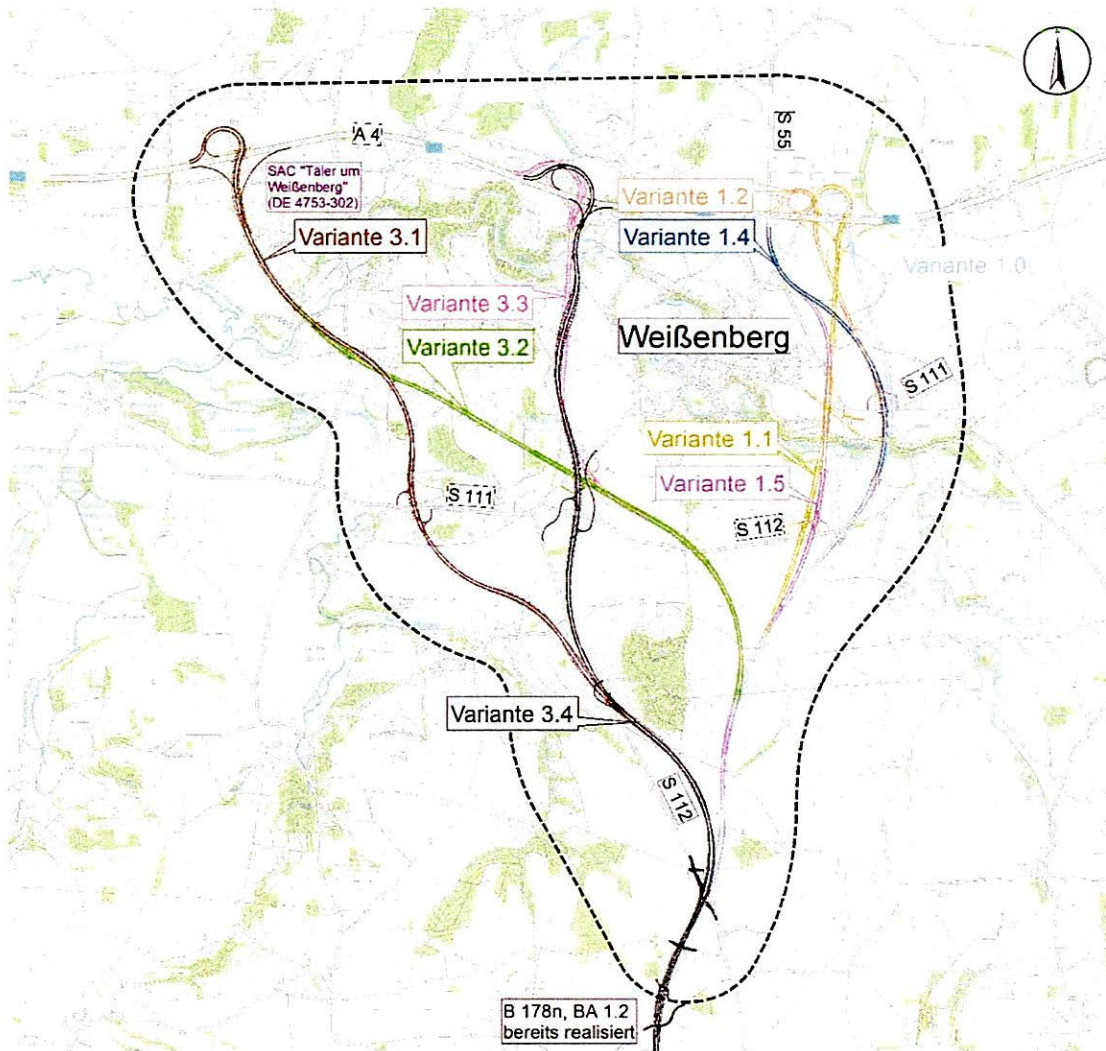 A 4
S 55
SAC "Täler um
Weißenberg"
(DE 4753-302)
Variante 1.2
Variante 3.1
Variante 1.4
Variante 1.0
Variante 3.3
Weißenberg
Variante 3.2
S 111
Variante 1.1
Variante 1.5
S 111
S 112
Variante 3.4
S 112
B 178n, BA 1.2
bereits realisiert